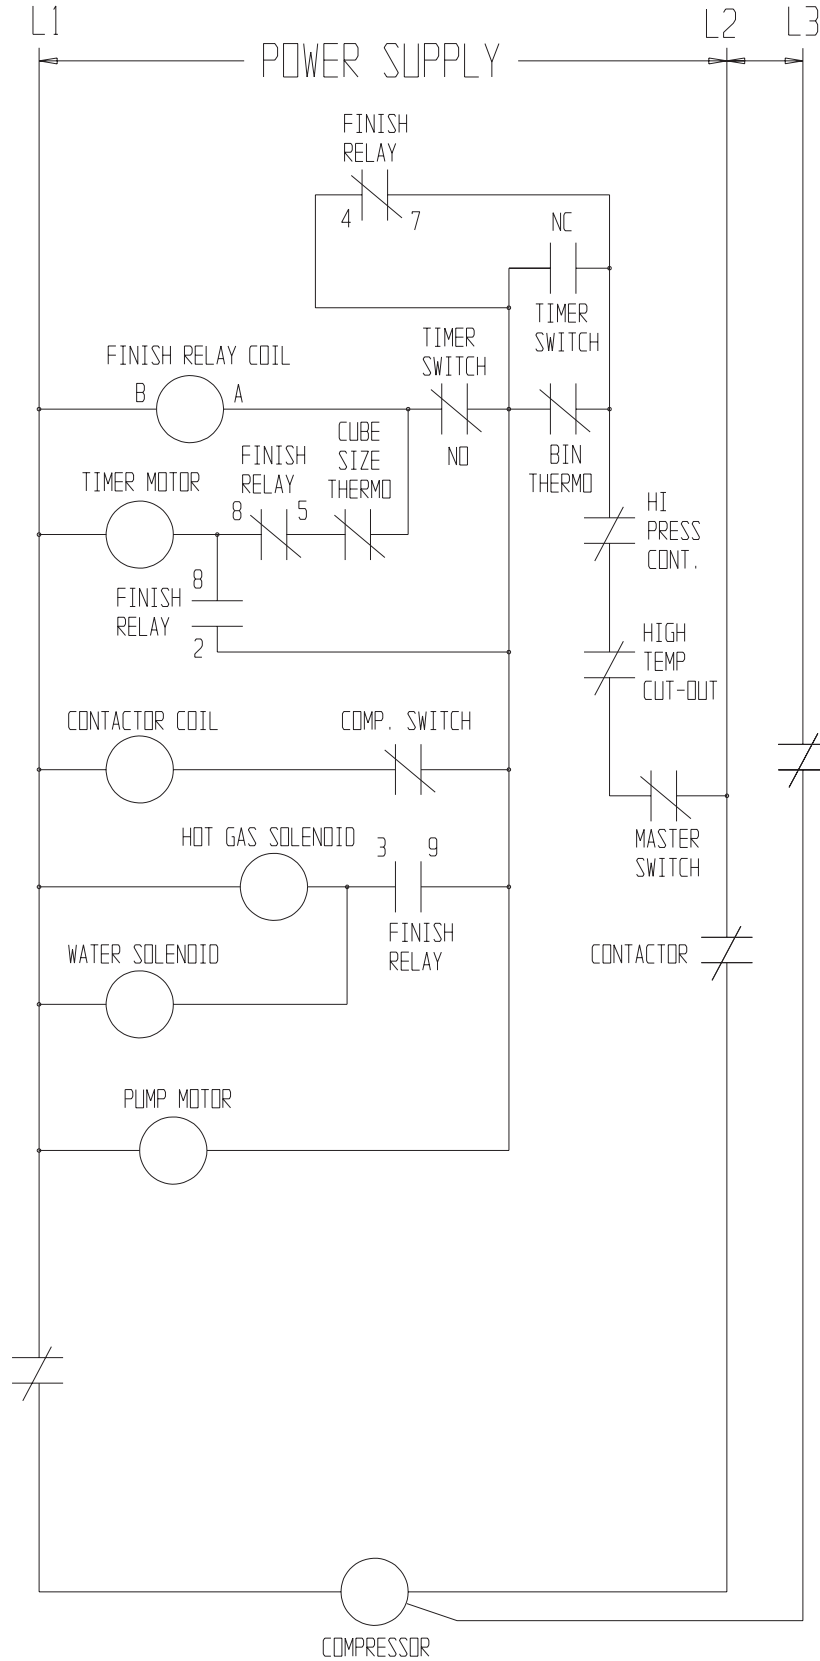 L1
L2
L3
POWER SUPPLY
FINISH
RELAY
4
7
NC
TIMER
SWITCH
TIMER
SWITCH
FINISH RELAY COIL
B
A
NO
CUBE
SIZE
THERMO
BIN
THERMO
FINISH
RELAY
8
5
TIMER MOTOR
HI
PRESS
CONT.
8
FINISH
RELAY
2
HIGH
TEMP
CUT-OUT
CONTACTOR COIL
COMP. SWITCH
HOT GAS SOLENOID
3
9
MASTER
SWITCH
FINISH
RELAY
WATER SOLENOID
CONTACTOR
PUMP MOTOR
COMPRESSOR